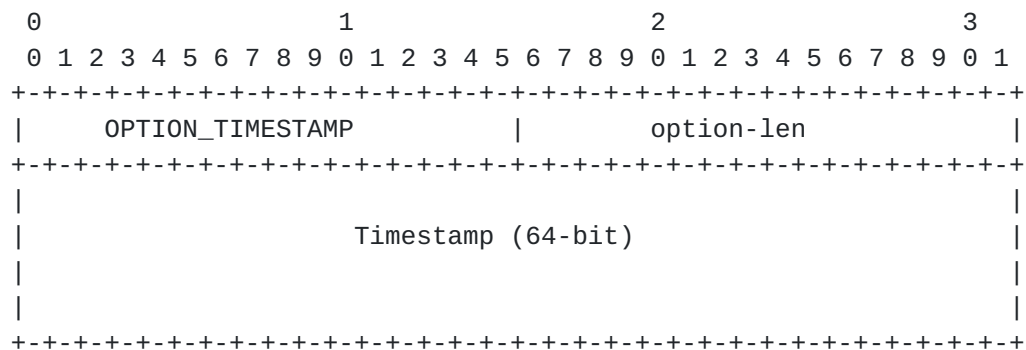 0                   1                   2                   3
 0 1 2 3 4 5 6 7 8 9 0 1 2 3 4 5 6 7 8 9 0 1 2 3 4 5 6 7 8 9 0 1
+-+-+-+-+-+-+-+-+-+-+-+-+-+-+-+-+-+-+-+-+-+-+-+-+-+-+-+-+-+-+-+-+
|     OPTION_TIMESTAMP          |        option-len             |
+-+-+-+-+-+-+-+-+-+-+-+-+-+-+-+-+-+-+-+-+-+-+-+-+-+-+-+-+-+-+-+-+
|                                                               |
|                     Timestamp (64-bit)                        |
|                                                               |
|                                                               |
+-+-+-+-+-+-+-+-+-+-+-+-+-+-+-+-+-+-+-+-+-+-+-+-+-+-+-+-+-+-+-+-+